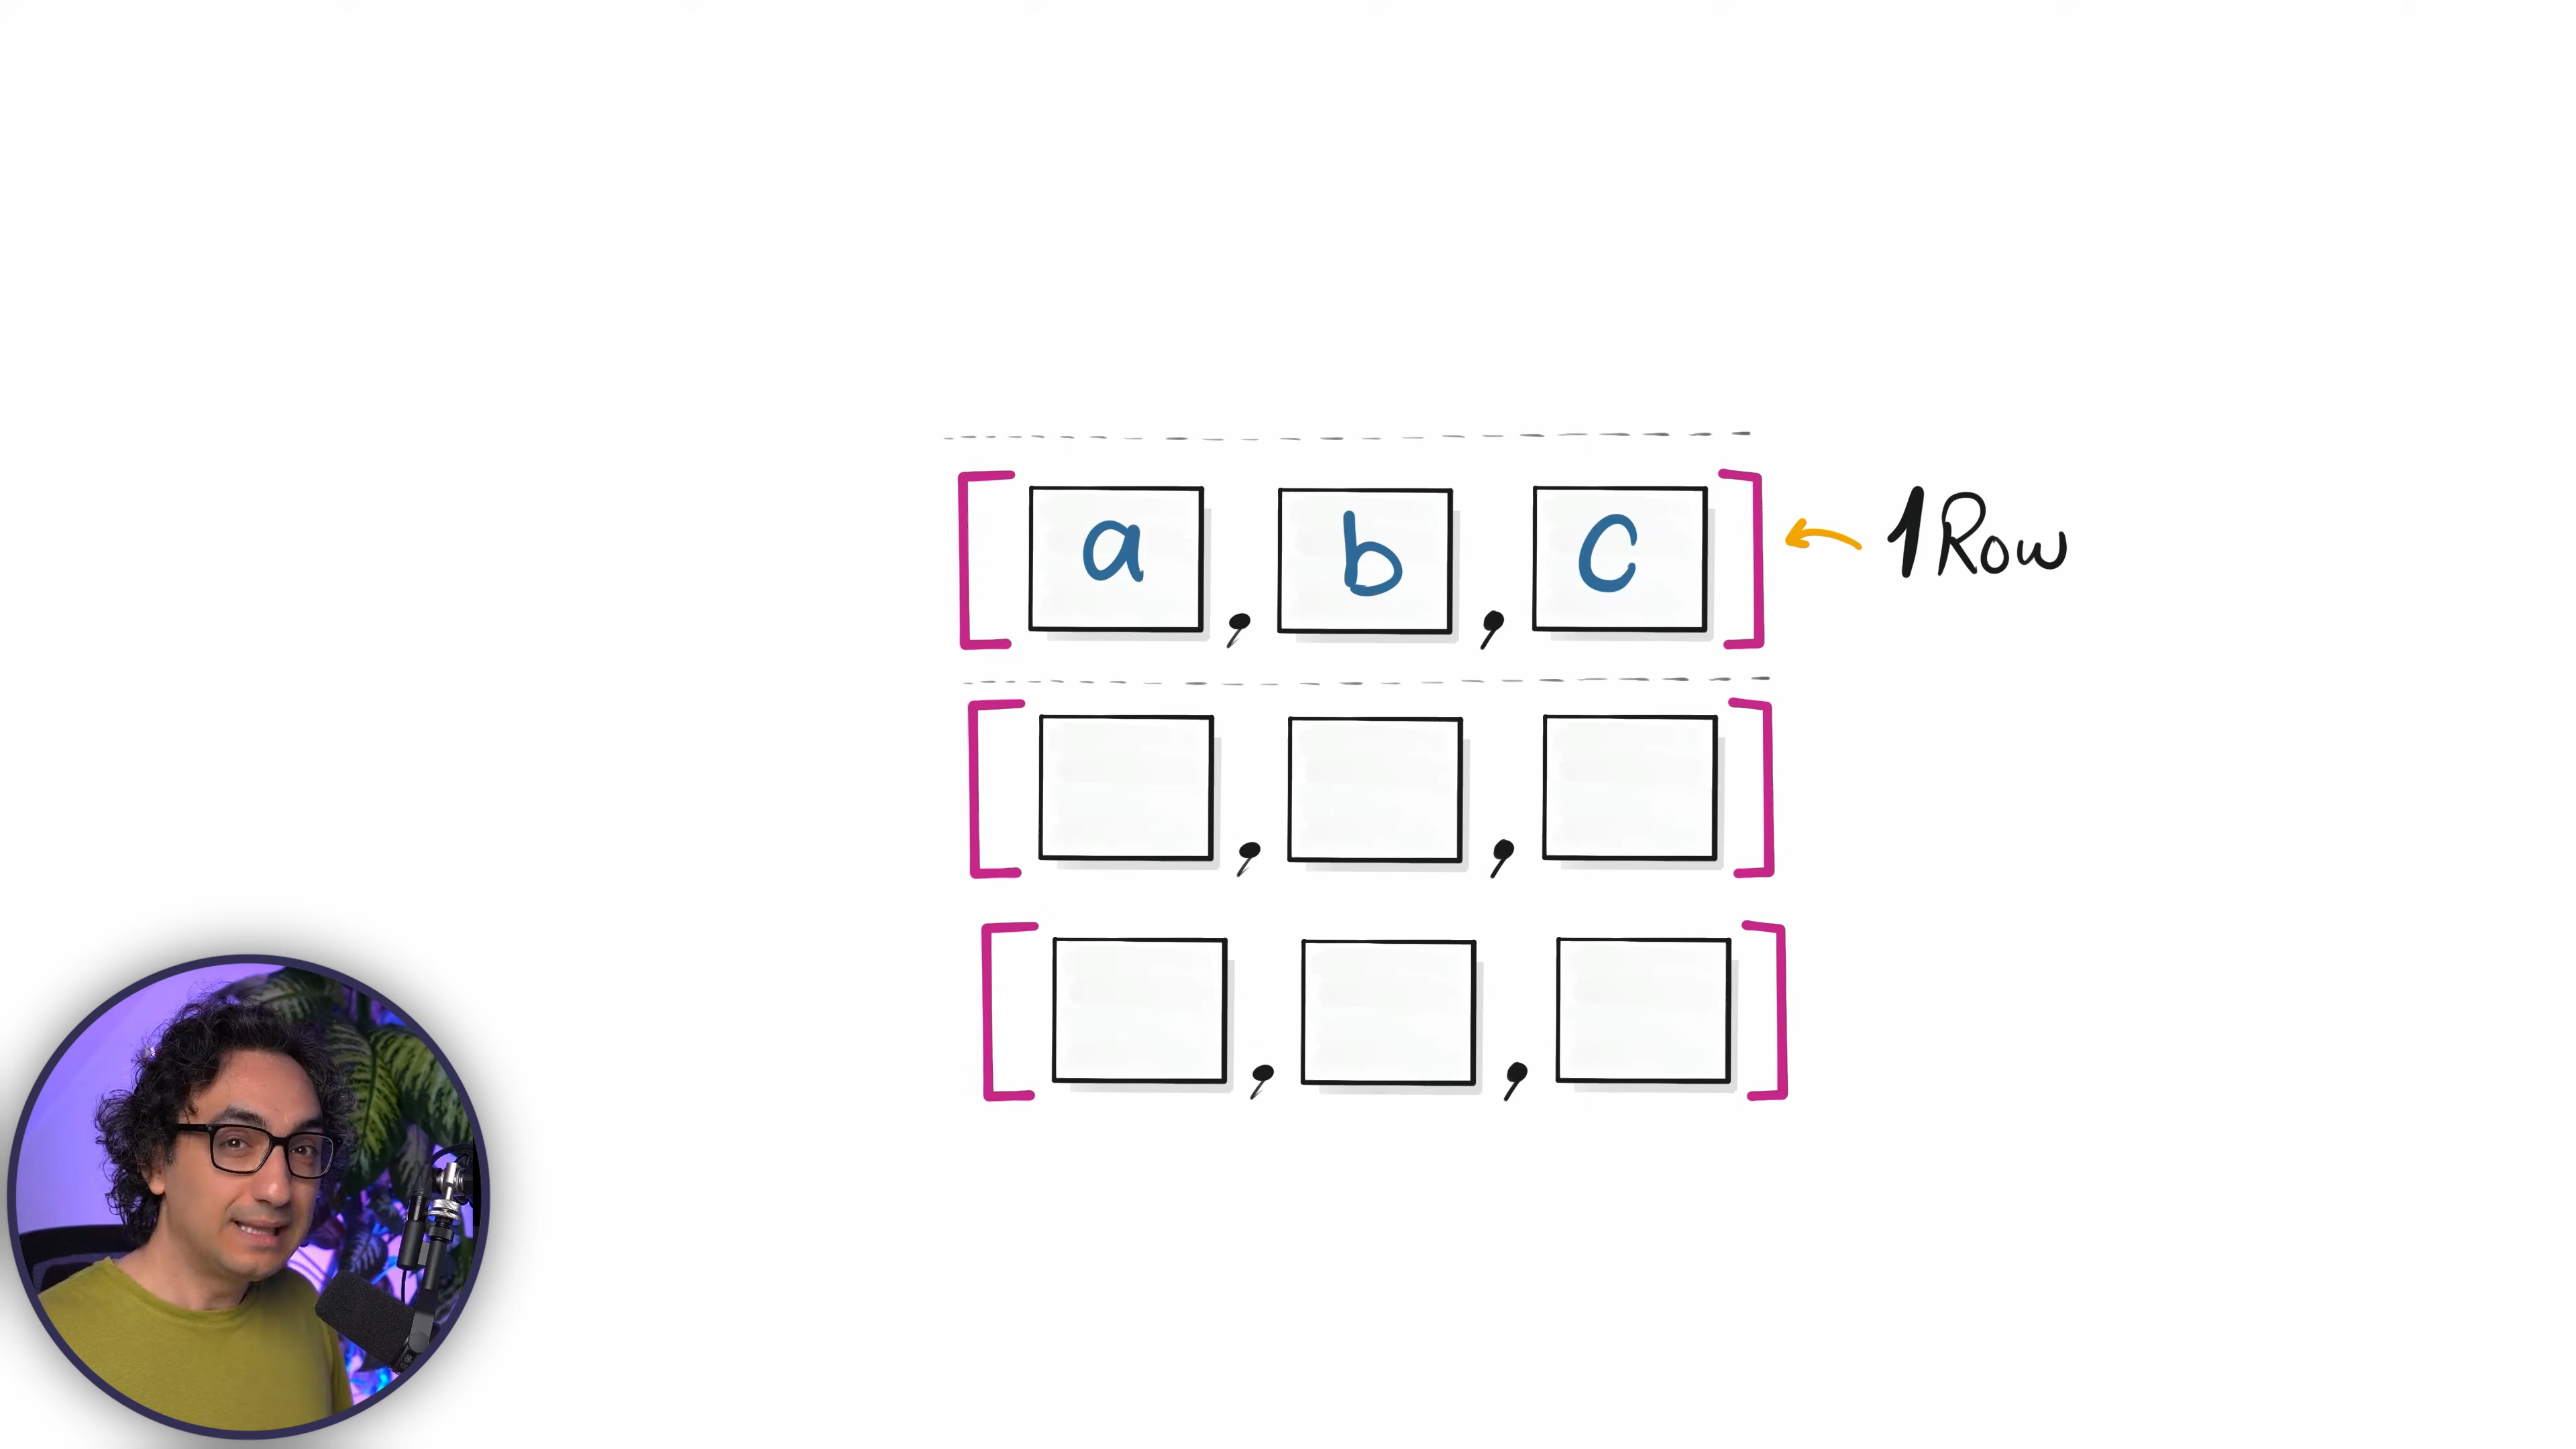 [ a , b , c ] 1 Row
[ , , ]
[ , , ]